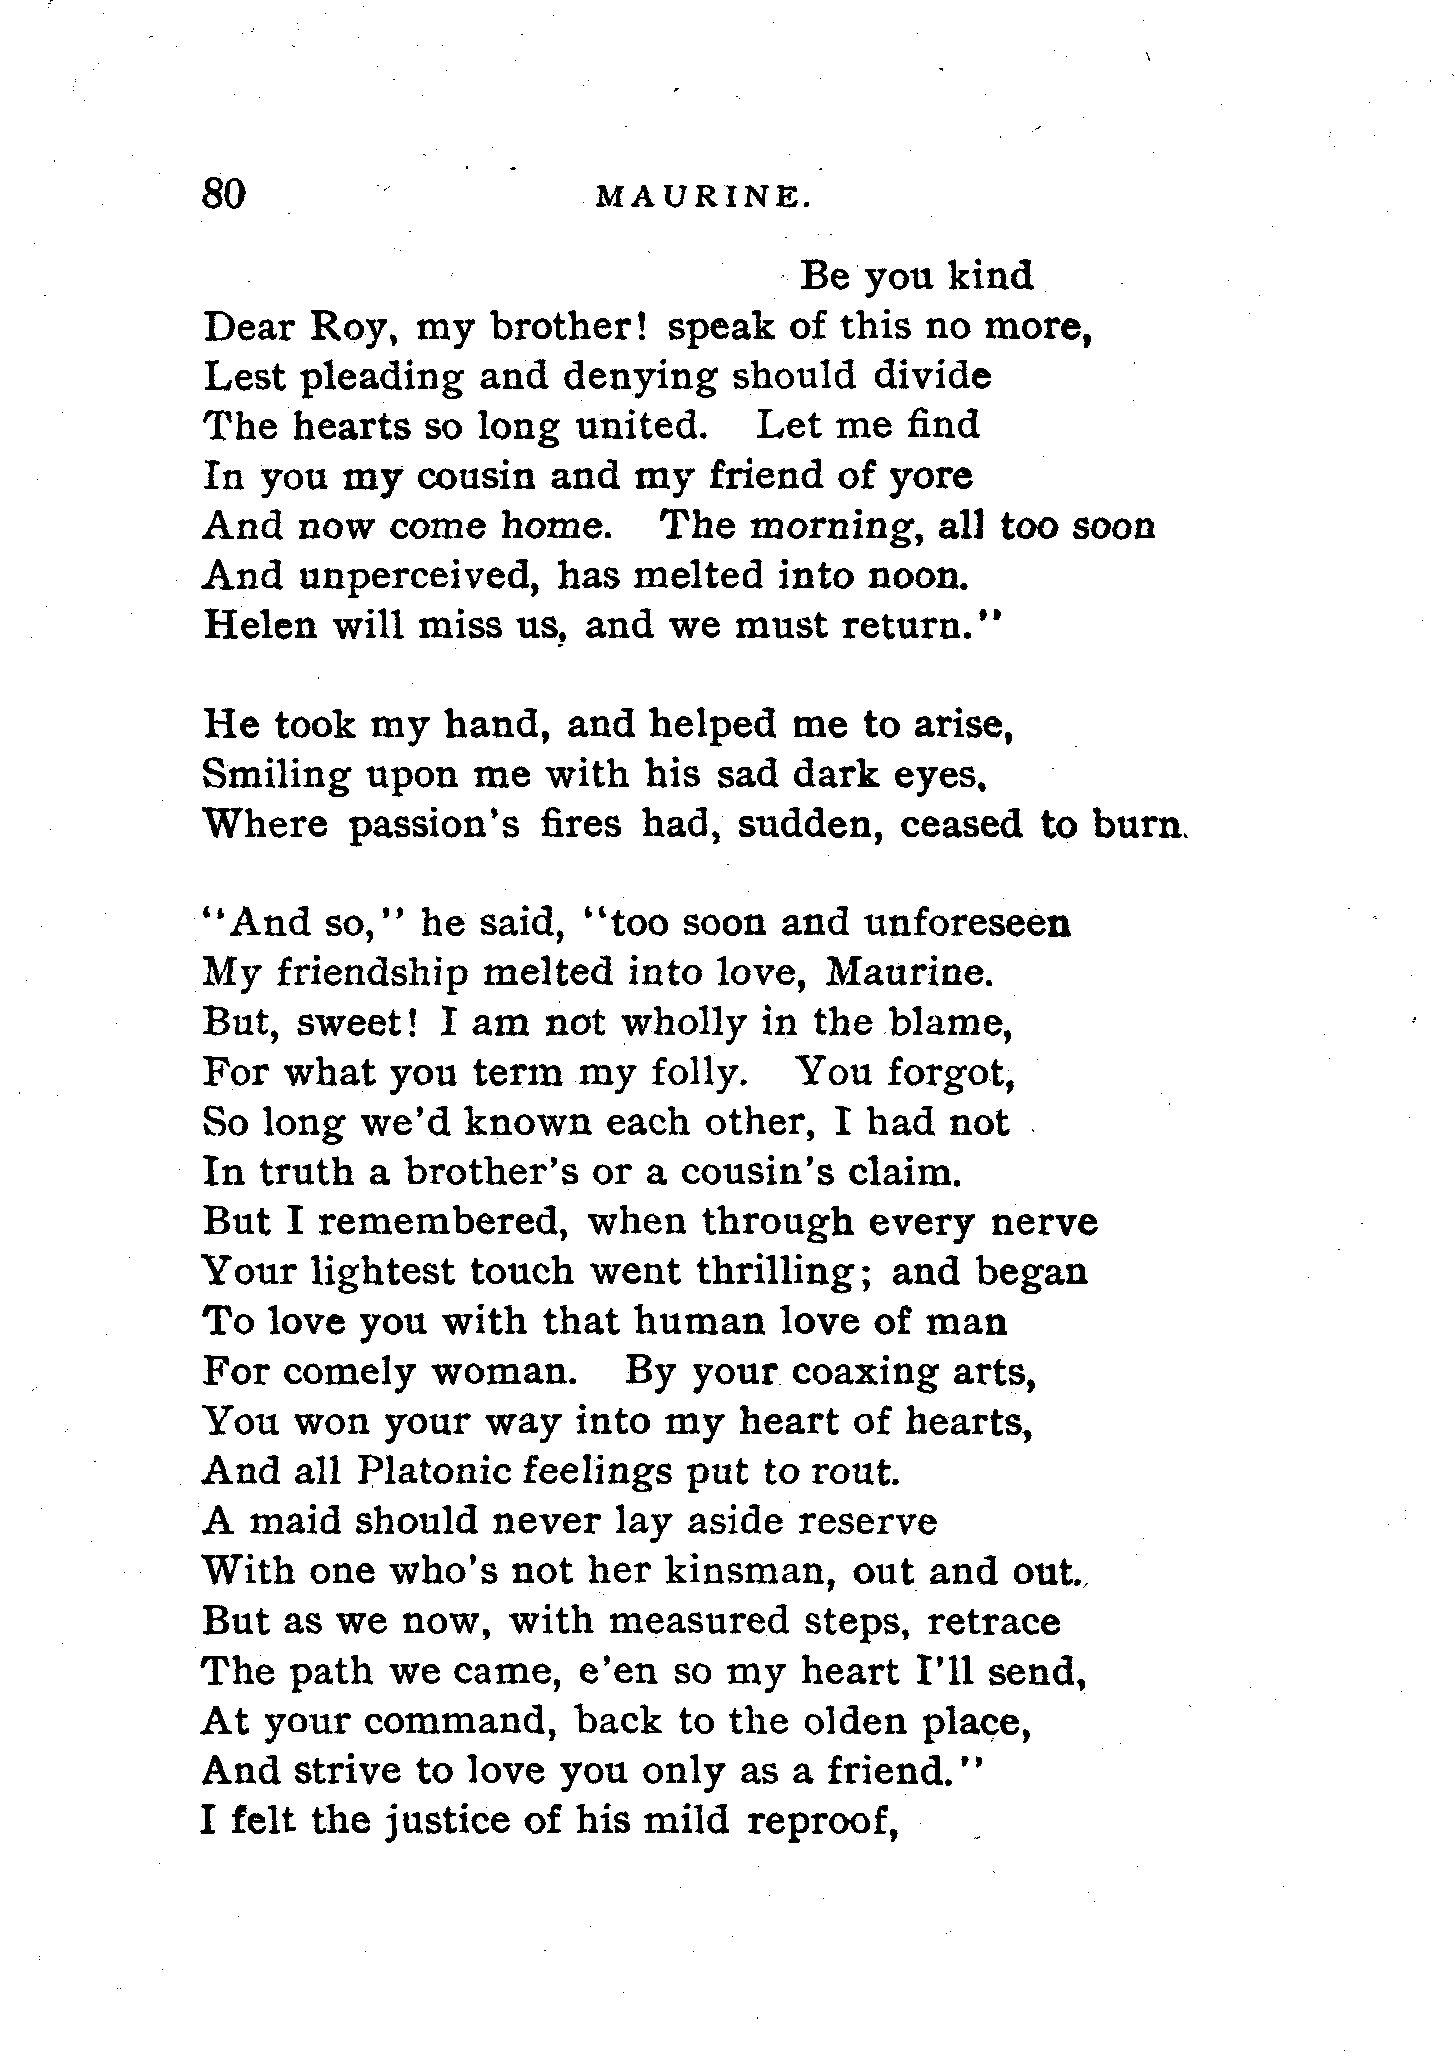 80 MAURINE.
Be you kind
Dear Roy, my brother! speak of this no more,
Lest pleading and denying should divide
The hearts so long united. Let me find
In you my cousin and my friend of yore
And now come home. The morning, all too soon
And unperceived, has melted into noon.
Helen will miss us, and we must return."
He took my hand, and helped me to arise,
Smiling upon me with his sad dark eyes,
Where passion's fires had, sudden, ceased to burn.
"And so," he said, "too soon and unforeseen
My friendship melted into love, Maurine.
But, sweet! I am not wholly in the blame,
For what you term my folly. You forgot,
So long we'd known each other, I had not
In truth a brother's or a cousin's claim.
But I remembered, when through every nerve
Your lightest touch went thrilling; and began
To love you with that human love of man
For comely woman. By your coaxing arts,
You won your way into my heart of hearts,
And all Platonic feelings put to rout.
A maid should never lay aside reserve
With one who's not her kinsman, out and out.
But as we now, with measured steps, retrace
The path we came, e'en so my heart I'll send,
At your command, back to the olden place,
And strive to love you only as a friend."
I felt the justice of his mild reproof,